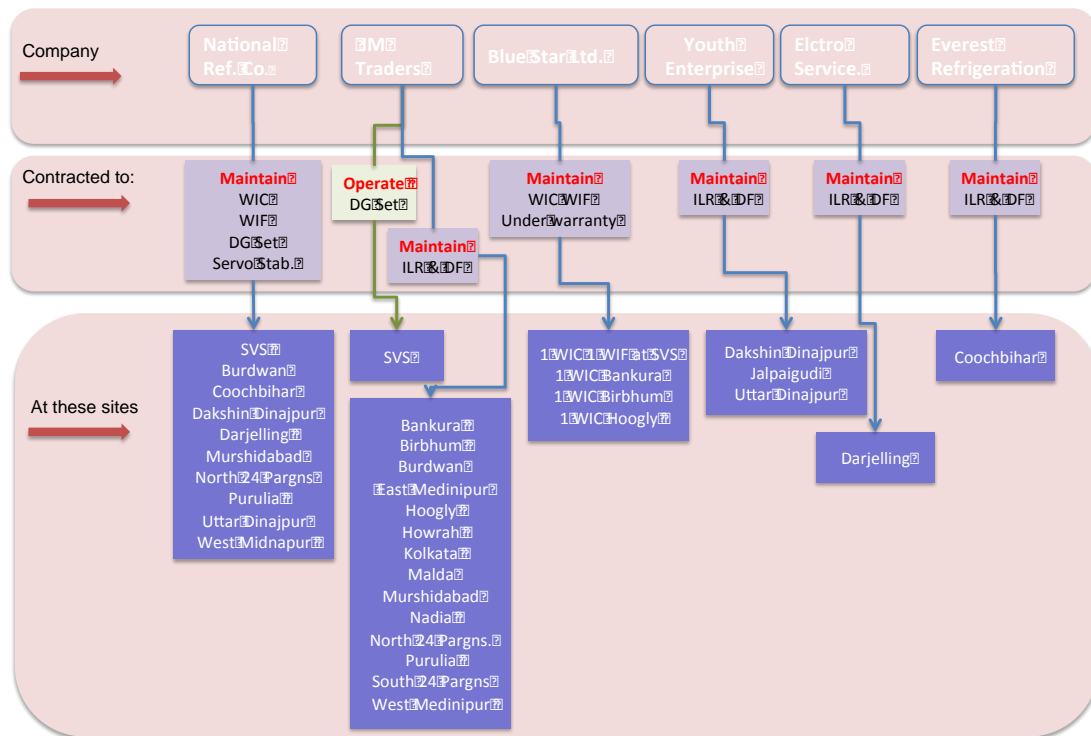 Company
National
Ref. Co.
JM
Traders
Blue Star Ltd.
Youth
Enterprise
Elctro
Service.
Everest
Refrigeration
Contracted to:
Maintain
WIC
WIF
DG Set
Servo Stab.
Operate
DG Set
Maintain
ILR & DF
Maintain
WIC WIF
Under warranty
Maintain
ILR & DF
Maintain
ILR & DF
Maintain
ILR & DF
At these sites
SVS
Burdwan
Coochbihar
Dakshin Dinajpur
Darjelling
Murshidabad
North 24 Pargns
Purulia
Uttar Dinajpur
West Midnapur
SVS
Bankura
Birbhum
Burdwan
East Medinipur
Hoogly
Howrah
Kolkata
Malda
Murshidabad
Nadia
North 24 Pargns.
Purulia
South 24 Pargns
West Medinipur
1 WIC 1 WIF at SVS
1 WIC Bankura
1 WIC Birbhum
1 WIC Hoogly
Dakshin Dinajpur
Jalpaigudi
Uttar Dinajpur
Darjelling
Coochbihar